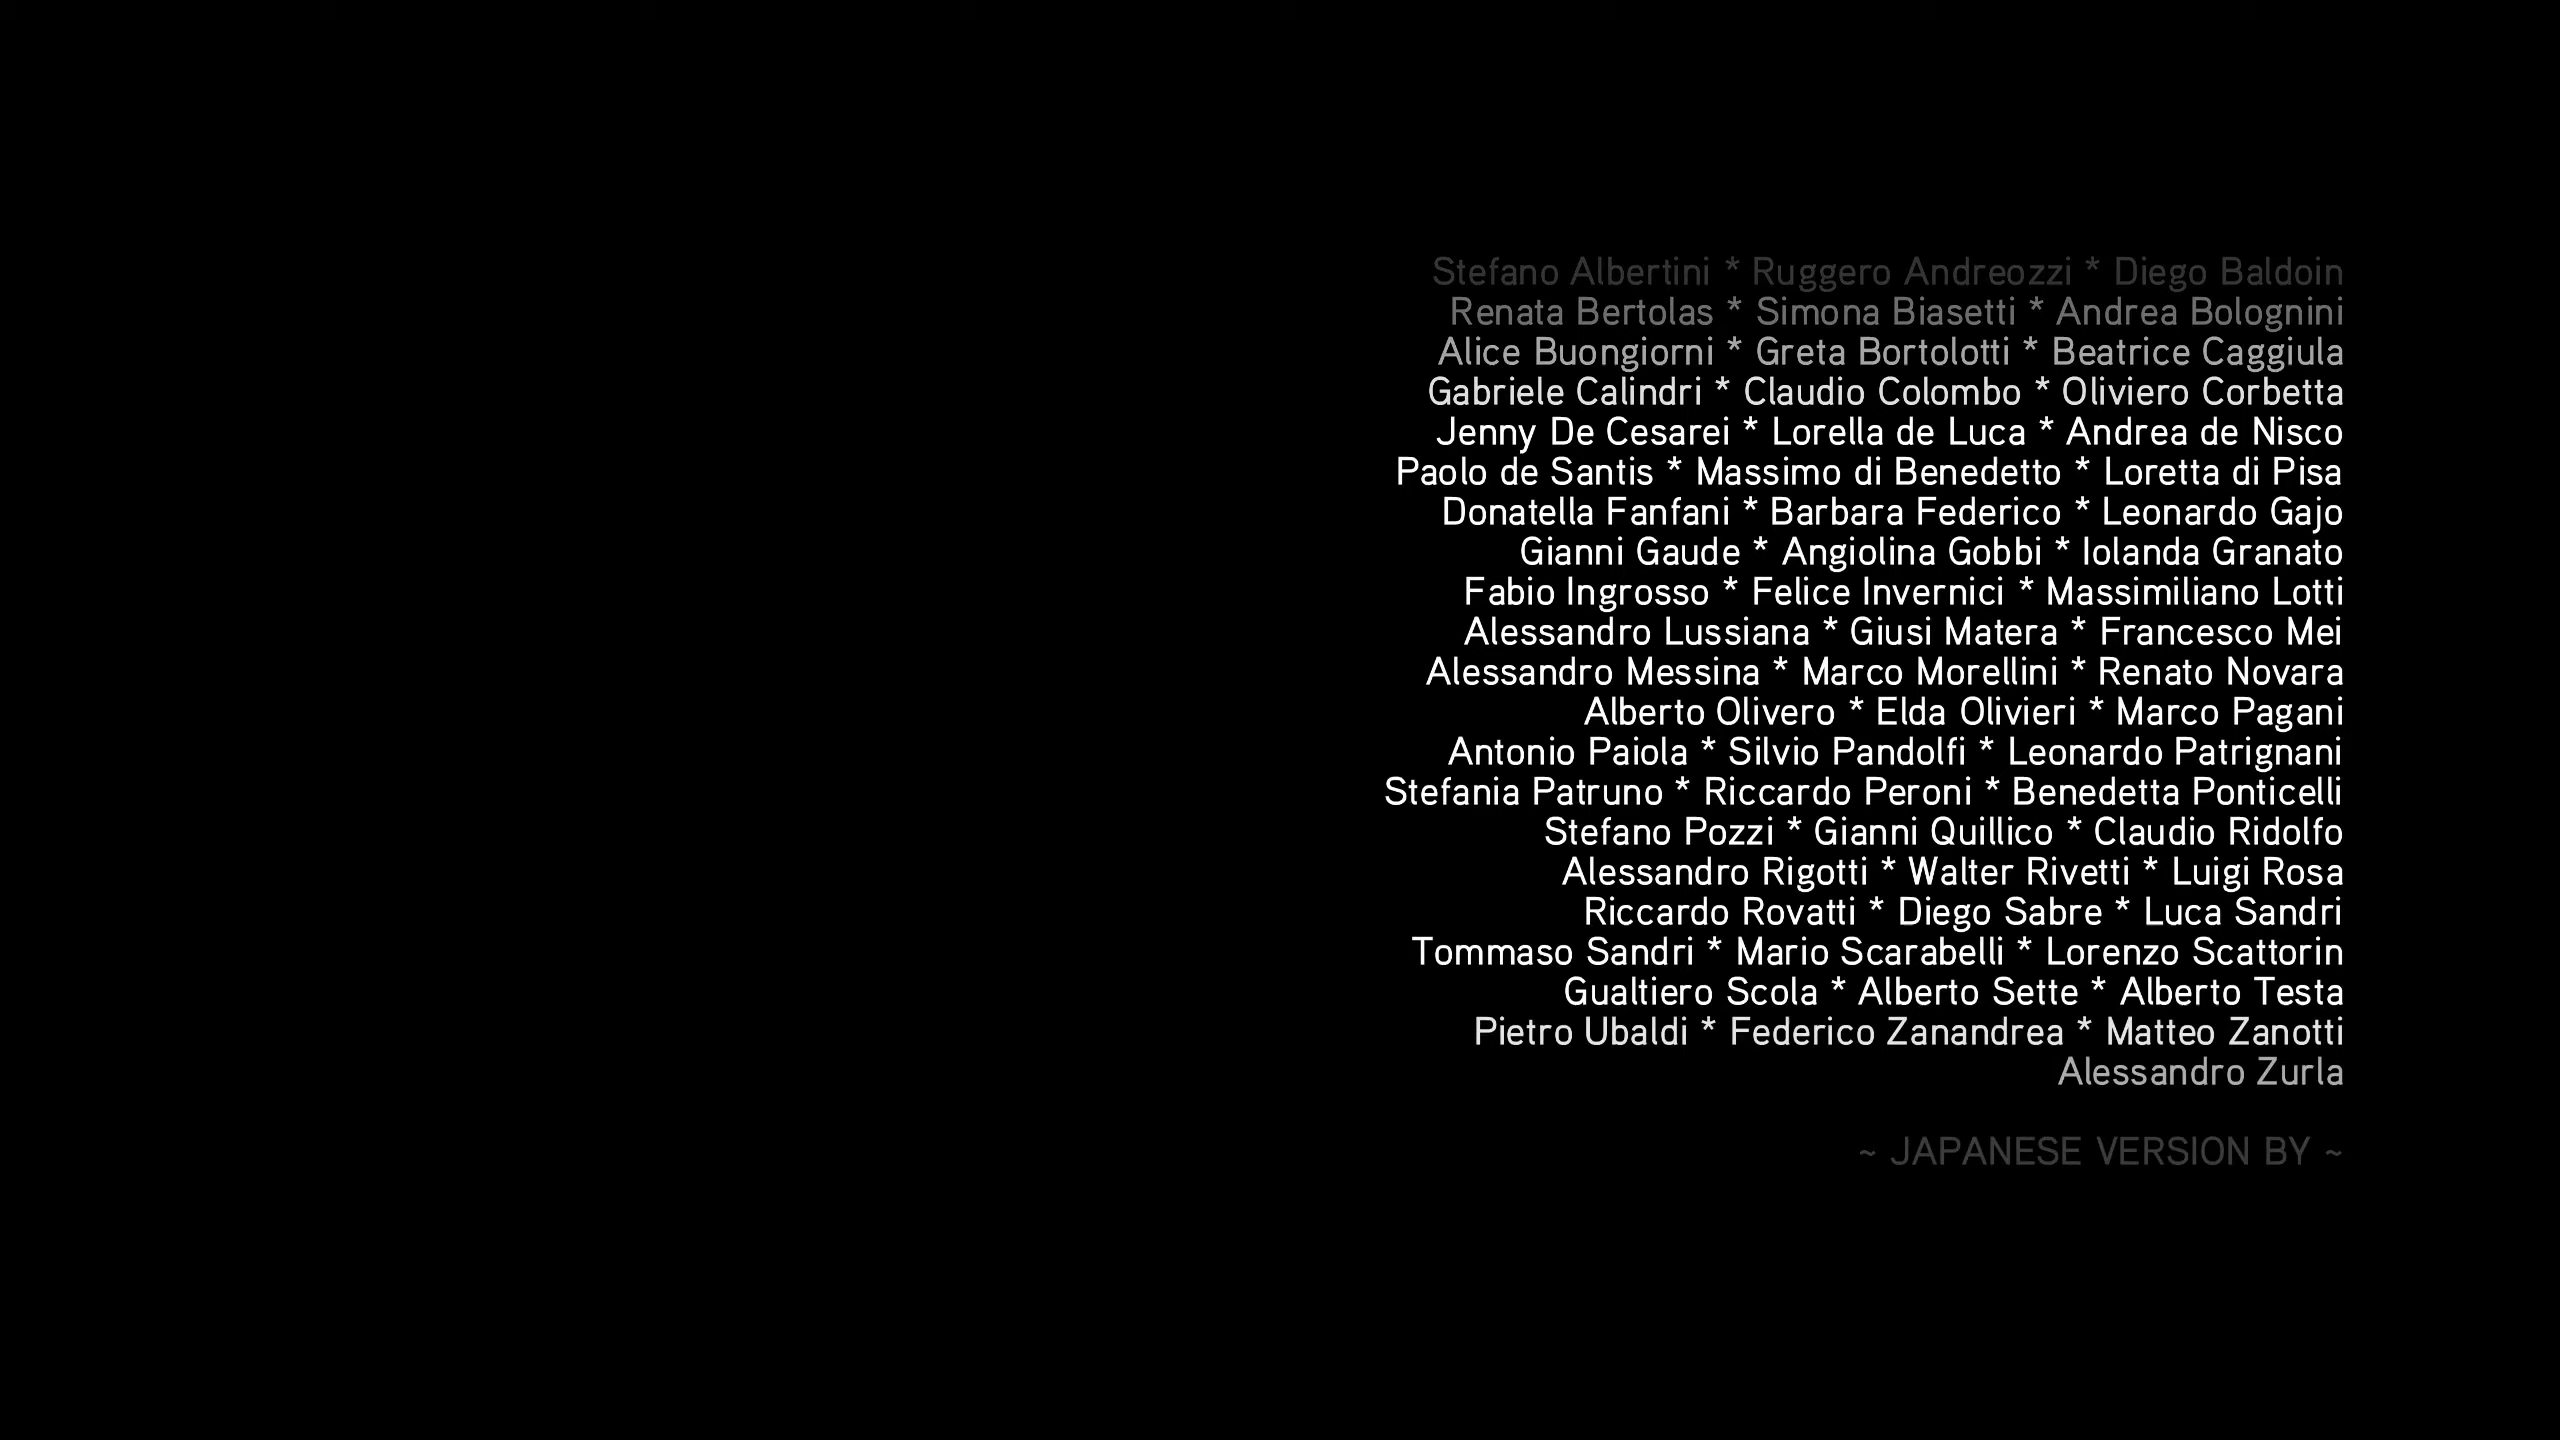 Stefano Albertini * Ruggero Andreozzi * Diego Baldoin
Renata Bertolas * Simona Biasetti * Andrea Bolognini
Alice Buongiorni * Greta Bortolotti * Beatrice Caggiula
Gabriele Calindri * Claudio Colombo * Oliviero Corbetta
Jenny De Cesarei * Lorella de Luca * Andrea de Nisco
Paolo de Santis * Massimo di Benedetto * Loretta di Pisa
Donatella Fanfani * Barbara Federico * Leonardo Gajo
Gianni Gaude * Angiolina Gobbi * Iolanda Granato
Fabio Ingrosso * Felice Invernici * Massimiliano Lotti
Alessandro Lussiana * Giusi Matera * Francesco Mei
Alessandro Messina * Marco Morellini * Renato Novara
Alberto Olivero * Elda Olivieri * Marco Pagani
Antonio Paiola * Silvio Pandolfi * Leonardo Patrignani
Stefania Patruno * Riccardo Peroni * Benedetta Ponticelli
Stefano Pozzi * Gianni Quillico * Claudio Ridolfo
Alessandro Rigotti * Walter Rivetti * Luigi Rosa
Riccardo Rovatti * Diego Sabre * Luca Sandri
Tommaso Sandri * Mario Scarabelli * Lorenzo Scattorin
Gualtiero Scola * Alberto Sette * Alberto Testa
Pietro Ubaldi * Federico Zanandrea * Matteo Zanotti
Alessandro Zurla
~ JAPANESE VERSION BY ~